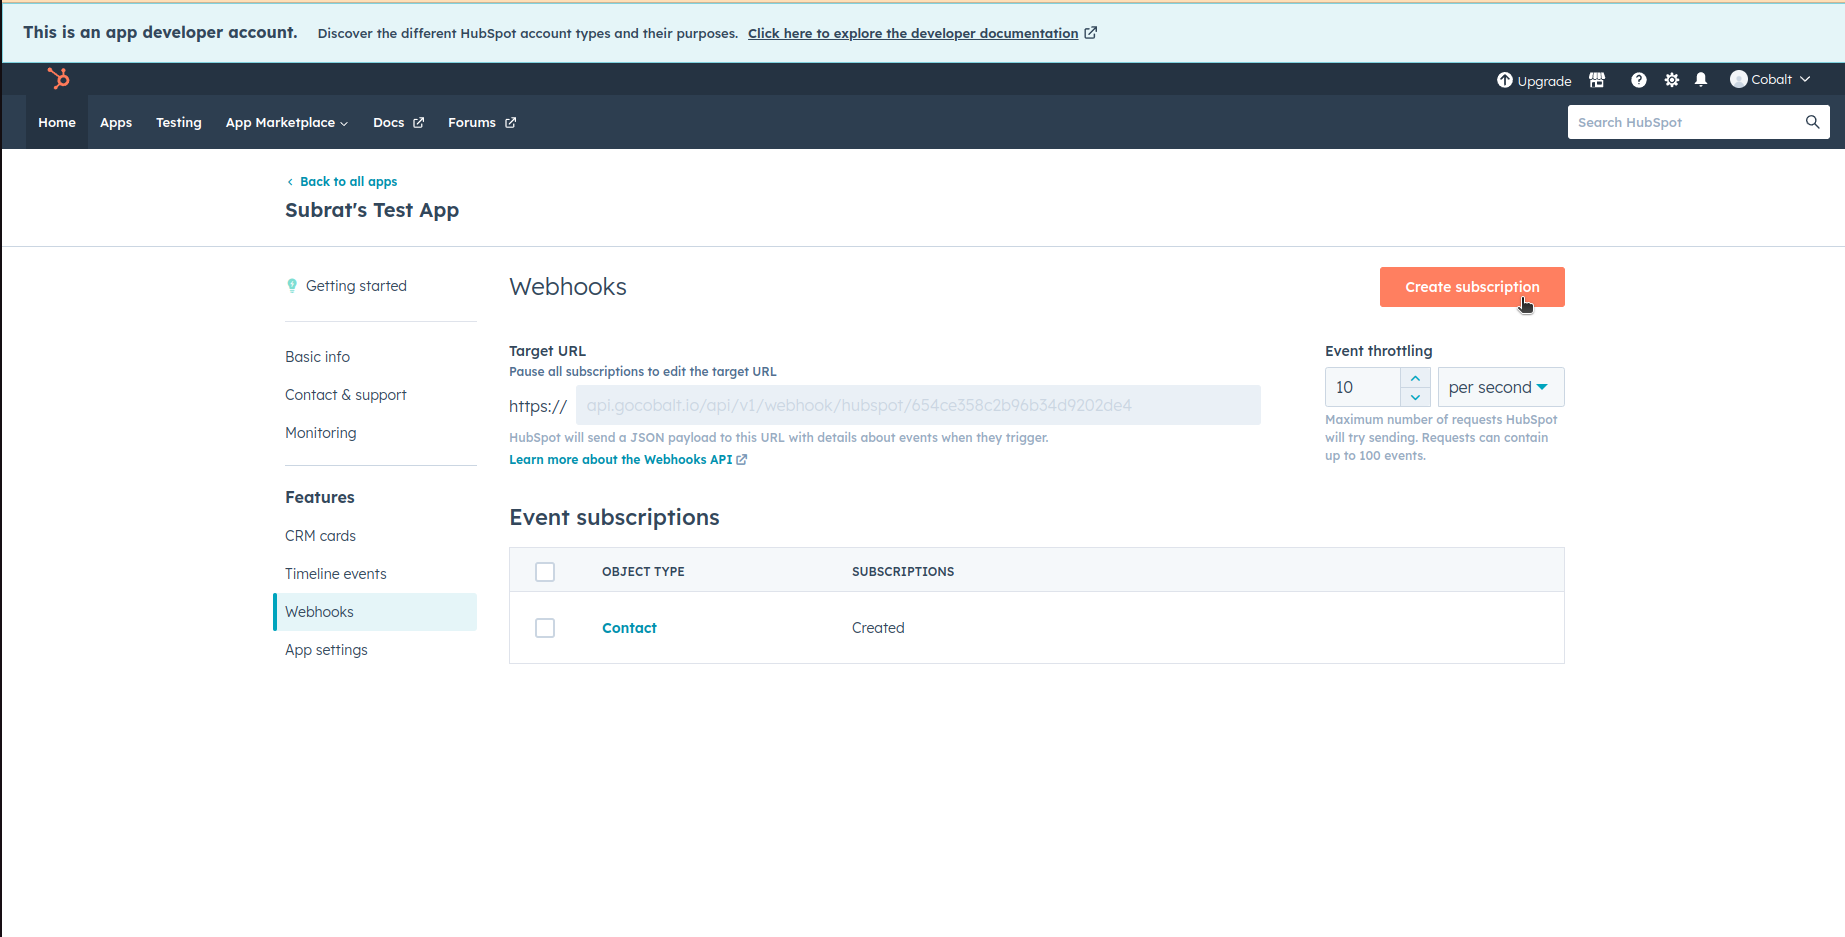 This is an app developer account. Discover the different HubSpot account types and their purposes. Click here to explore the developer documentation
Upgrade Cobalt
Home Apps Testing App Marketplace Docs Forums Search HubSpot
Back to all apps
Subrat's Test App
Getting started
Basic info
Contact & support
Monitoring
Features
CRM cards
Timeline events
Webhooks
App settings
Webhooks
Create subscription
Target URL
Pause all subscriptions to edit the target URL
https:// api.gocobalt.io/api/v1/webhook/hubspot/654ce358c2b96b34d9202de4
HubSpot will send a JSON payload to this URL with details about events when they trigger.
Learn more about the Webhooks API
Event throttling
10 per second
Maximum number of requests HubSpot
will try sending. Requests can contain
up to 100 events.
Event subscriptions
OBJECT TYPE SUBSCRIPTIONS
Contact Created